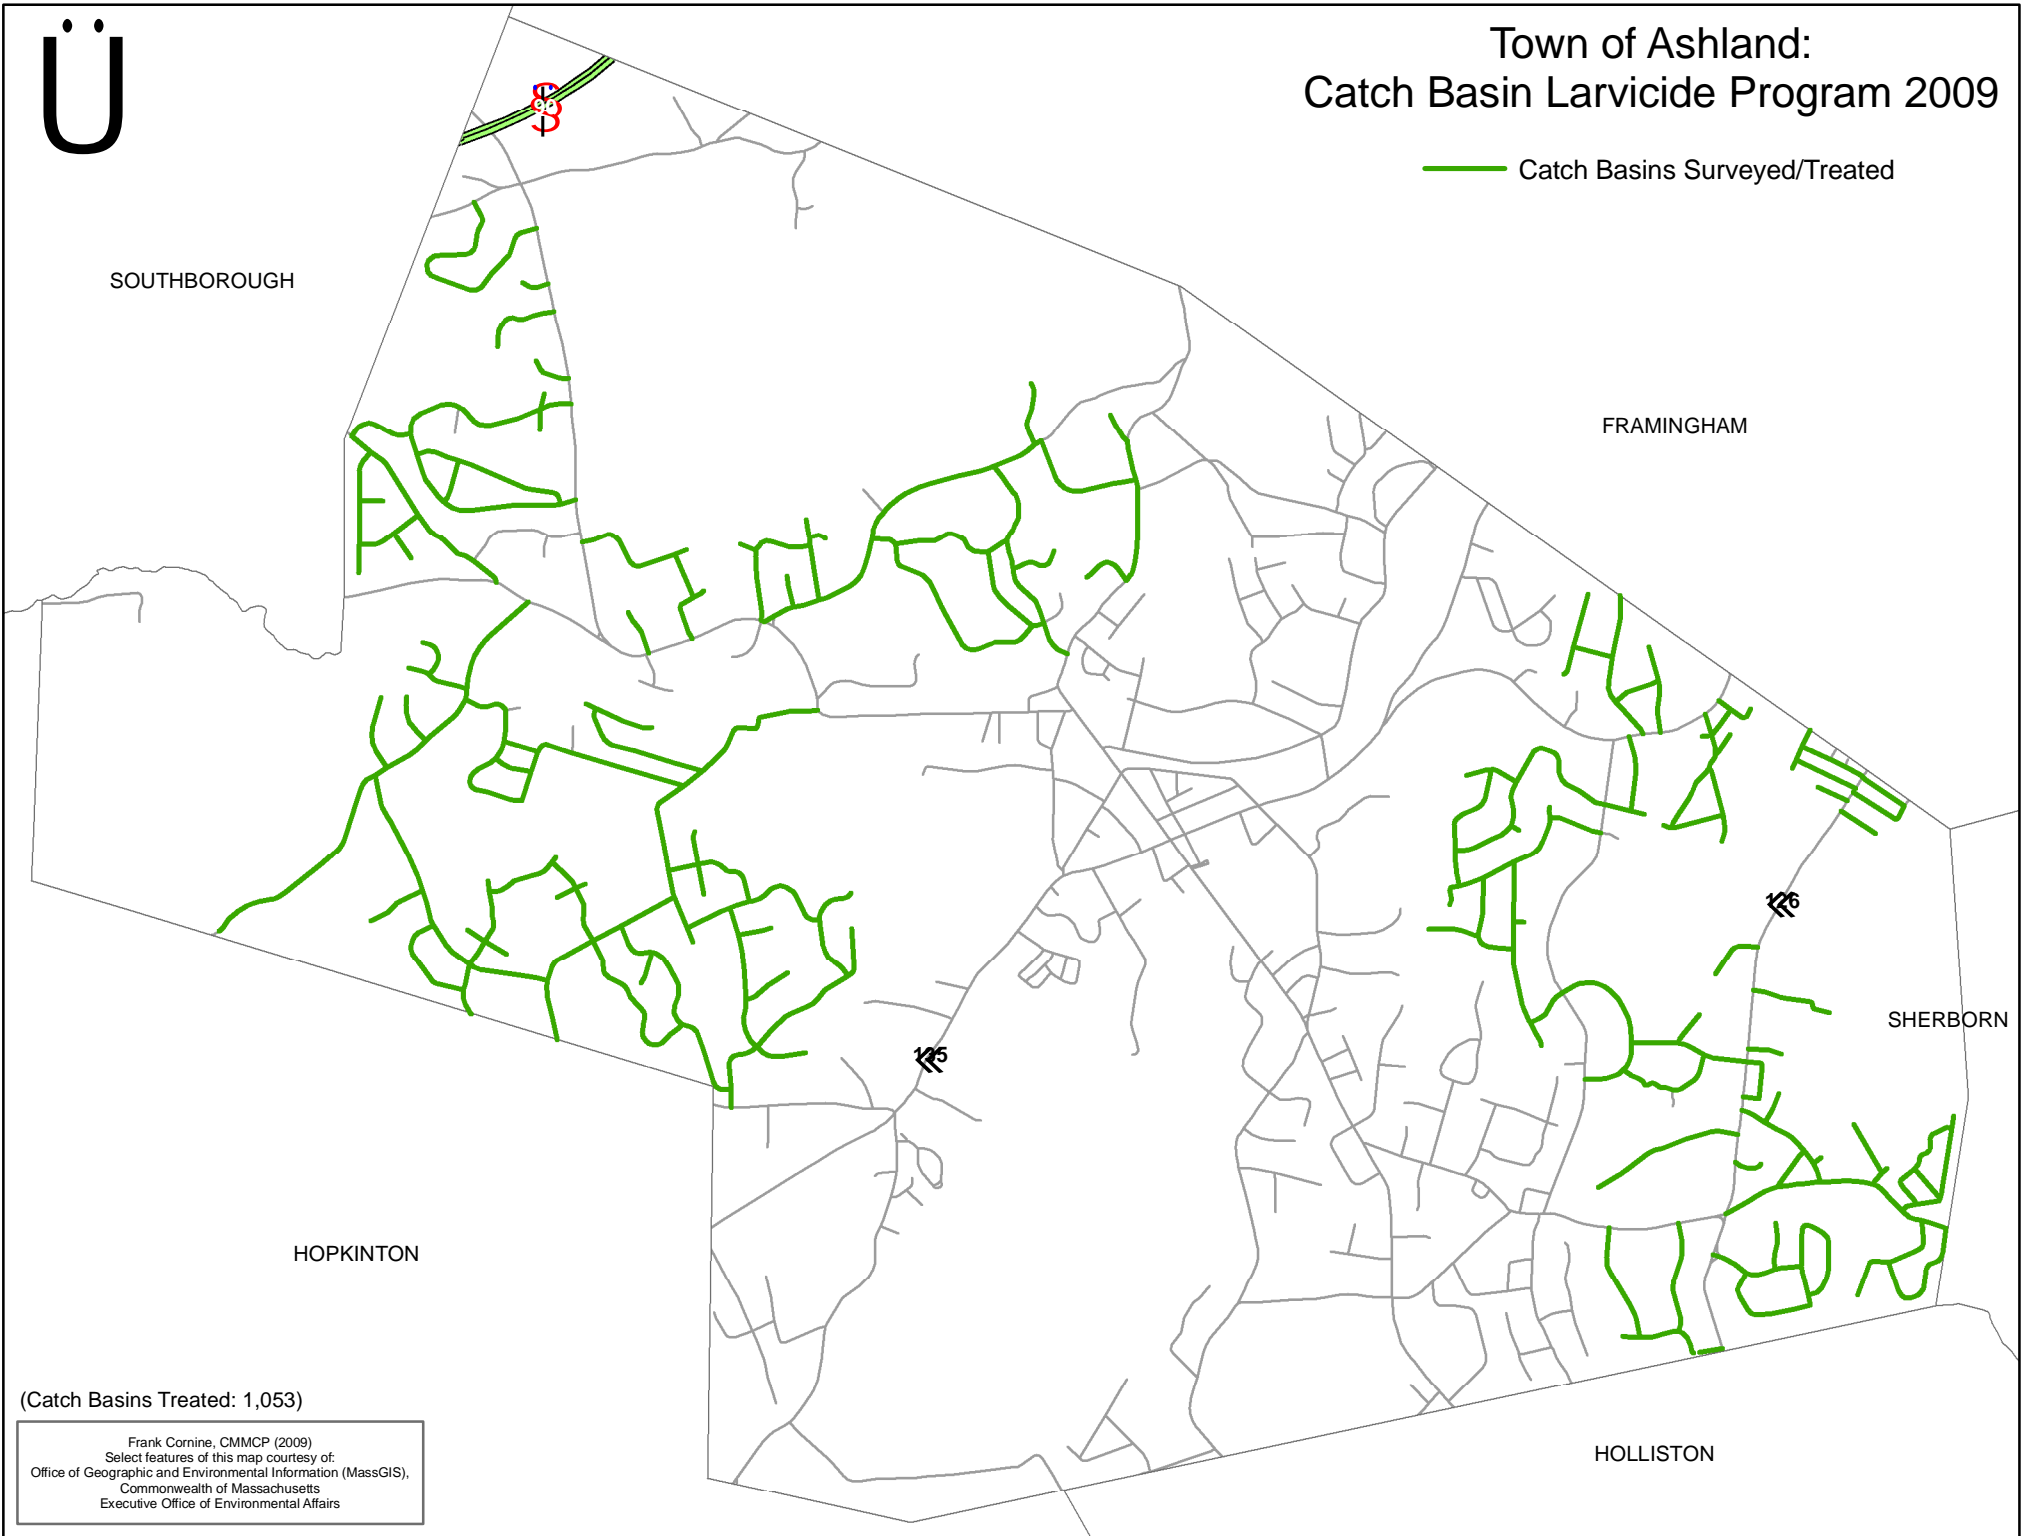 Ü
Town of Ashland:
Catch Basin Larvicide Program 2009
Catch Basins Surveyed/Treated
SOUTHBOROUGH
FRAMINGHAM
126
SHERBORN
135
HOPKINTON
HOLLISTON
(Catch Basins Treated: 1,053)
Frank Cornine, CMMCP (2009)
Select features of this map courtesy of:
Office of Geographic and Environmental Information (MassGIS),
Commonwealth of Massachusetts
Executive Office of Environmental Affairs